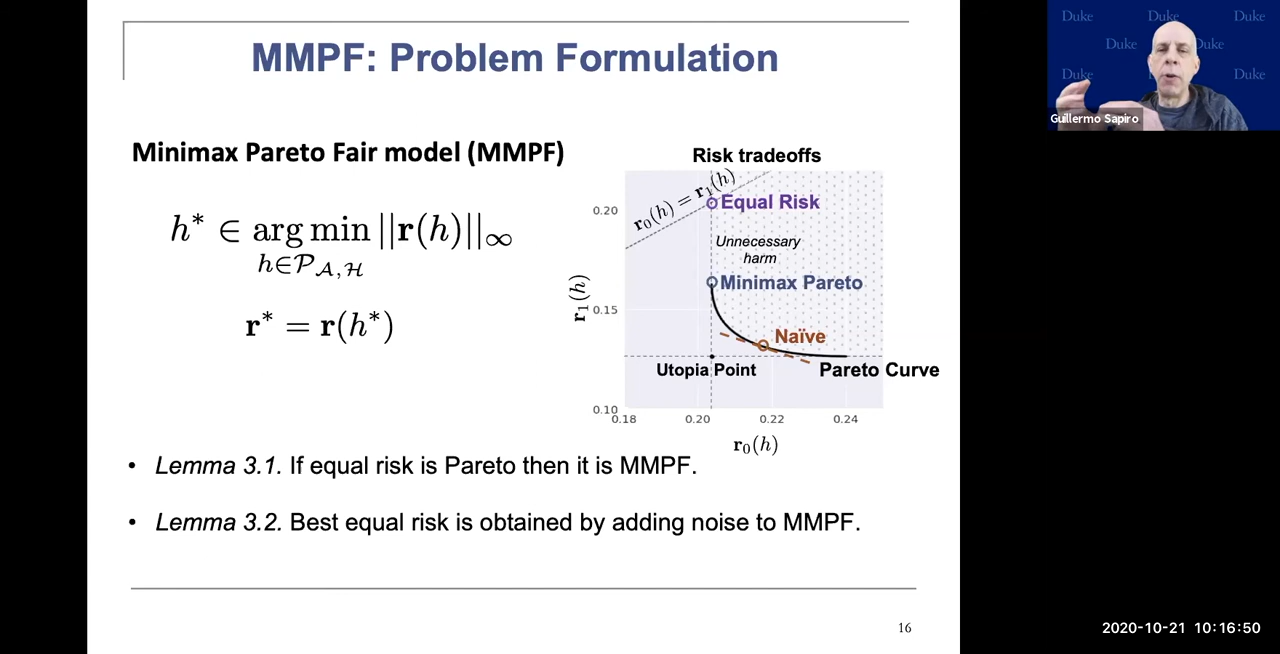 MMPF: Problem Formulation
Minimax Pareto Fair model (MMPF)
h* ∈ arg min ||r(h)||∞
h∈P_{A,H}
r* = r(h*)
Risk tradeoffs
r₀(h) = r₁(h)
Equal Risk
Unnecessary
harm
Minimax Pareto
Naïve
Utopia Point
Pareto Curve
r₁(h)
0.20
0.15
0.10
0.18
0.20
0.22
0.24
r₀(h)
• Lemma 3.1. If equal risk is Pareto then it is MMPF.
• Lemma 3.2. Best equal risk is obtained by adding noise to MMPF.
16
Duke
Duke
Duke
Duke
Duke
Duke
Duke
Guillermo Sapiro
2020-10-21 10:16:50